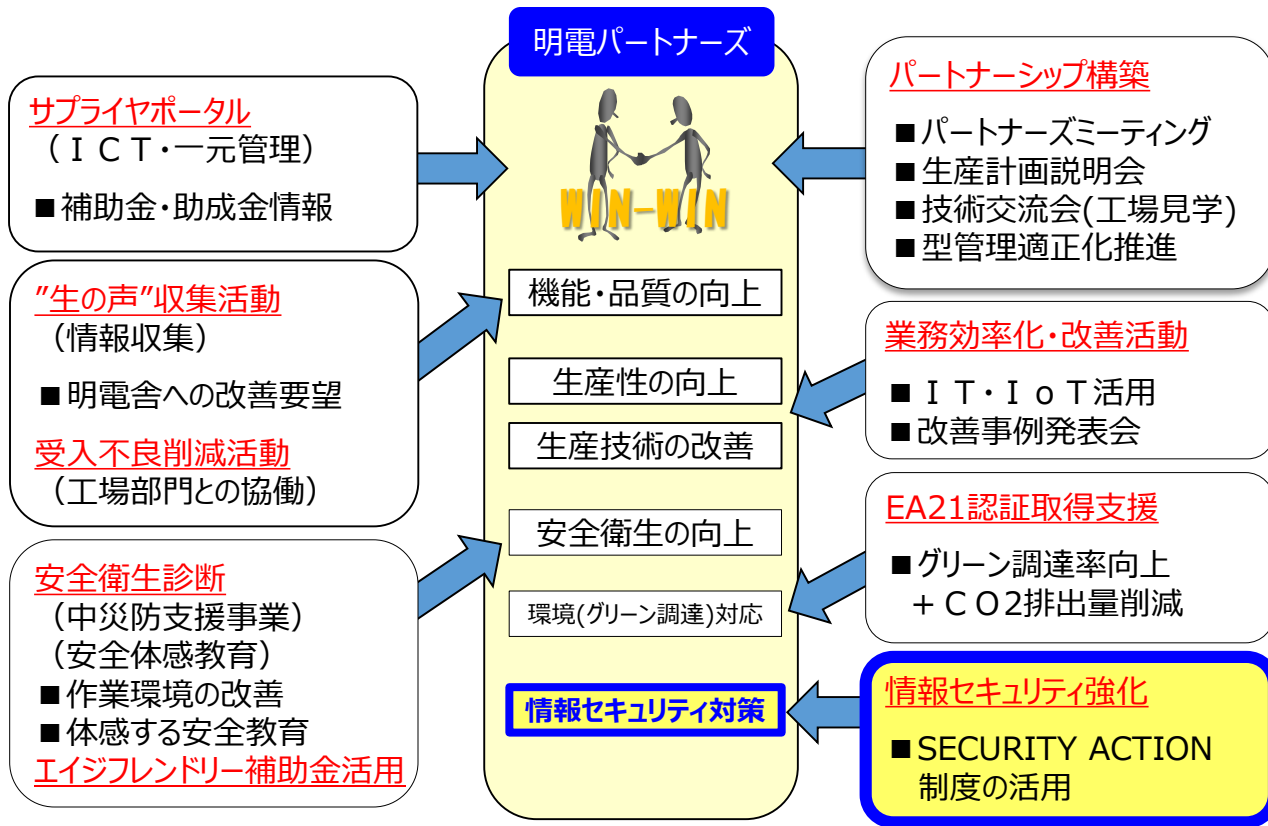 明電パートナーズ
WIN-WIN
機能・品質の向上
生産性の向上
生産技術の改善
安全衛生の向上
環境(グリーン調達)対応
情報セキュリティ対策
サプライヤポータル
（ＩＣＴ・一元管理）
■補助金・助成金情報
”生の声”収集活動
（情報収集）
■明電舎への改善要望
受入不良削減活動
（工場部門との協働）
安全衛生診断
（中災防支援事業）
（安全体感教育）
■作業環境の改善
■体感する安全教育
エイジフレンドリー補助金活用
パートナーシップ構築
■パートナーズミーティング
■生産計画説明会
■技術交流会(工場見学)
■型管理適正化推進
業務効率化・改善活動
■ＩＴ・ＩｏＴ活用
■改善事例発表会
EA21認証取得支援
■グリーン調達率向上
＋ＣＯ2排出量削減
情報セキュリティ強化
■SECURITY ACTION
制度の活用